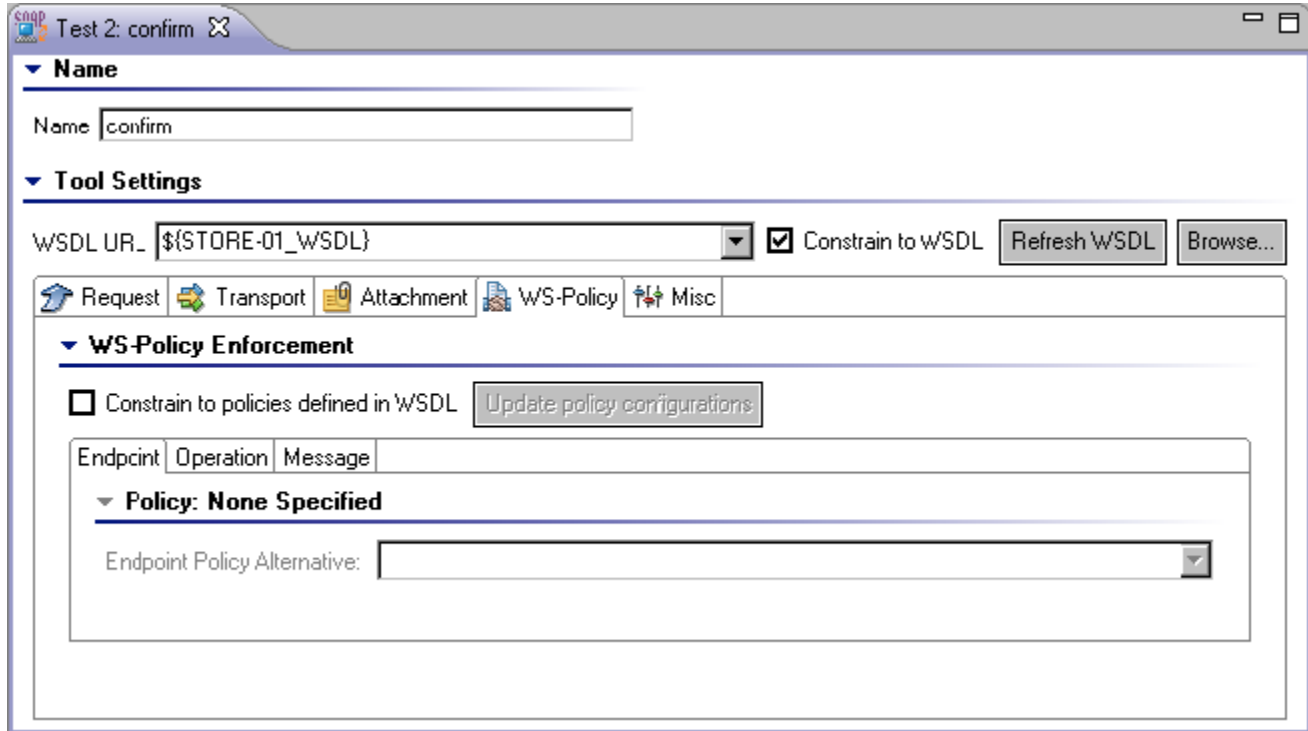 SOAP
Test 2: confirm
Name
Name confirm
Tool Settings
WSDL URL ${STORE-01_WSDL} Constrain to WSDL Refresh WSDL Browse...
Request Transport Attachment WS-Policy Misc
WS-Policy Enforcement
Constrain to policies defined in WSDL Update policy configurations
Endpoint Operation Message
Policy: None Specified
Endpoint Policy Alternative: